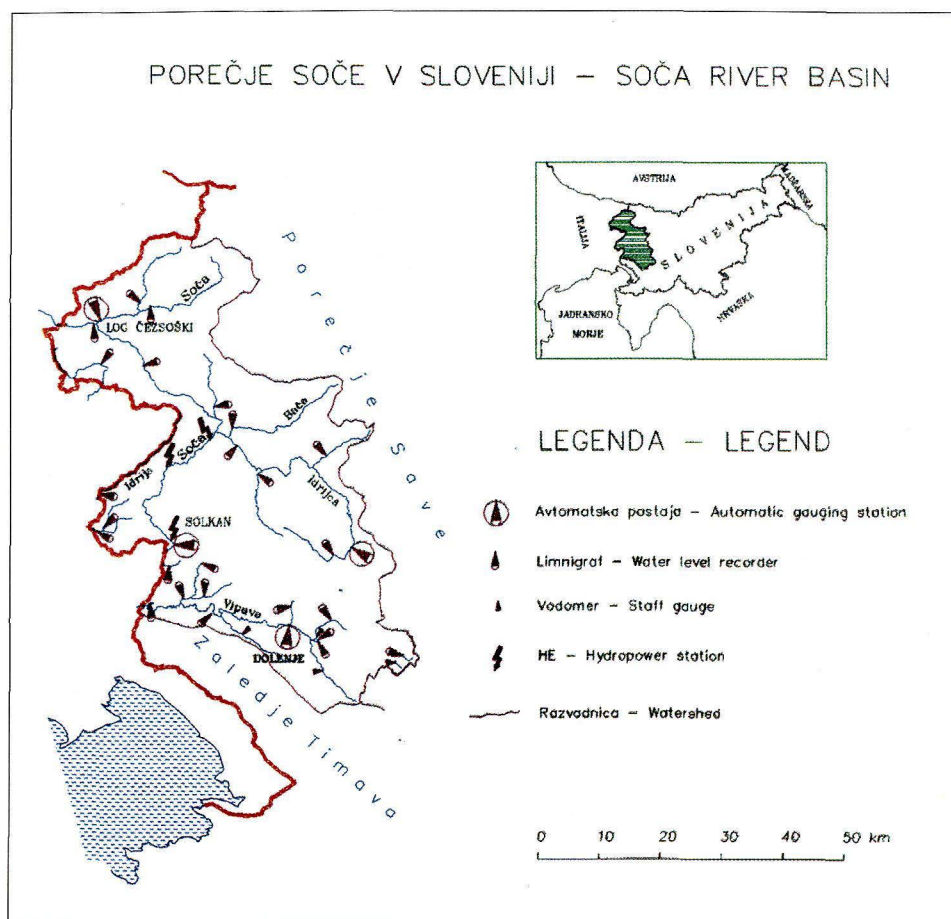 POREČJE SOČE V SLOVENIJI – SOČA RIVER BASIN
AVSTRIJA
MADŽARSKA
ITALIJA
SLOVENIJA
JADRANSKO
MORJE
HRVAŠKA
Porečje Save
Soča
LOG ČEZSOŠKI
Bača
Soča
Idrija
Idrijca
SOLKAN
Vipava
DOLENJE
Zaledje Timava
LEGENDA – LEGEND
Avtomatska postaja – Automatic gauging station
Limnigraf – Water level recorder
Vodomer – Staff gauge
HE – Hydropower station
Razvodnica – Watershed
0 10 20 30 40 50 km